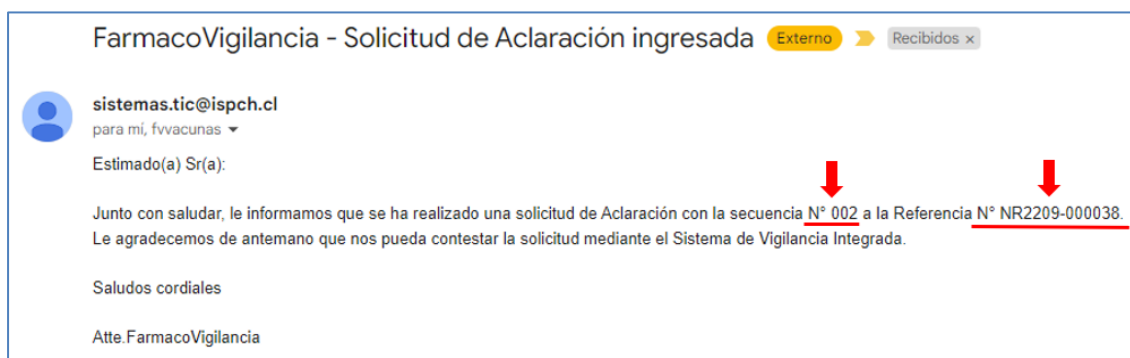 FarmacoVigilancia - Solicitud de Aclaración ingresada Externo Recibidos x
sistemas.tic@ispch.cl
para mí, fvvacunas
Estimado(a) Sr(a):
Junto con saludar, le informamos que se ha realizado una solicitud de Aclaración con la secuencia N° 002 a la Referencia N° NR2209-000038.
Le agradecemos de antemano que nos pueda contestar la solicitud mediante el Sistema de Vigilancia Integrada.
Saludos cordiales
Atte.FarmacoVigilancia